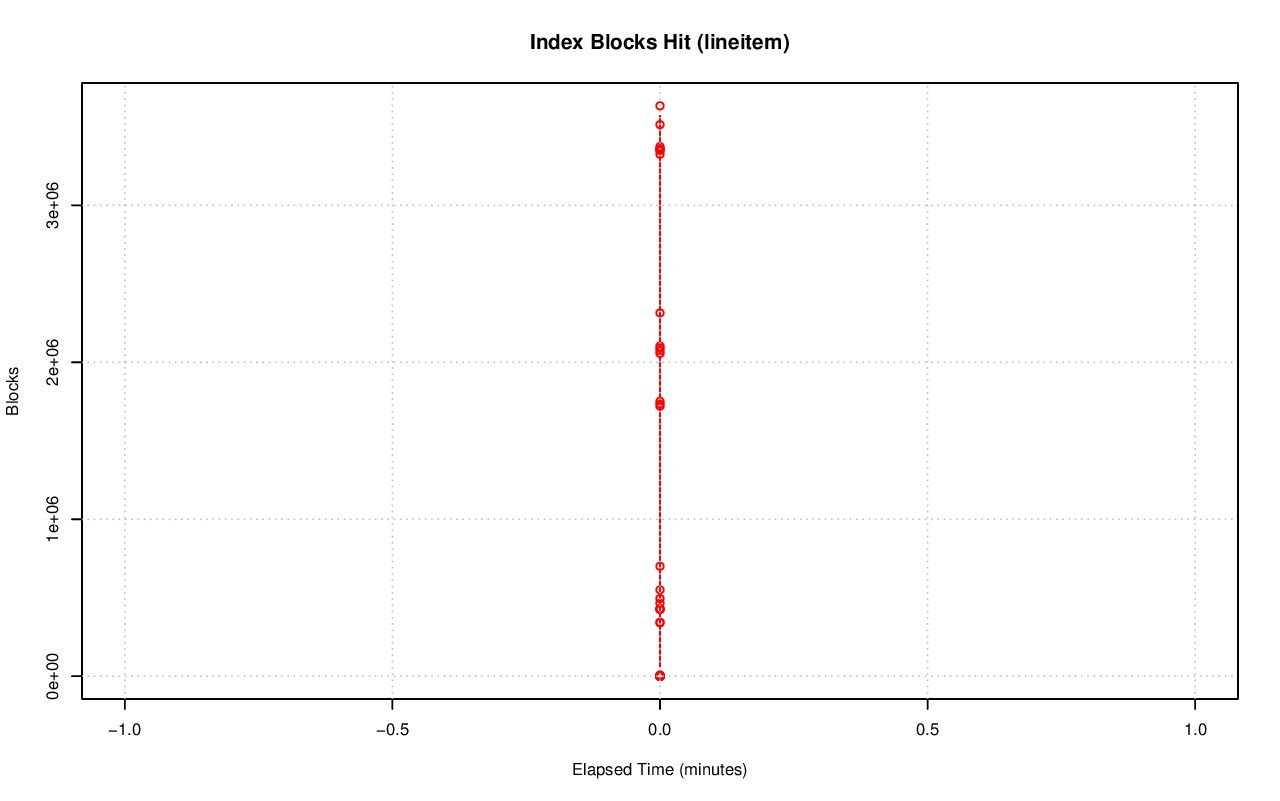 Index Blocks Hit (lineitem)
Blocks
3e+06
2e+06
1e+06
0e+00
−1.0
−0.5
0.0
0.5
1.0
Elapsed Time (minutes)